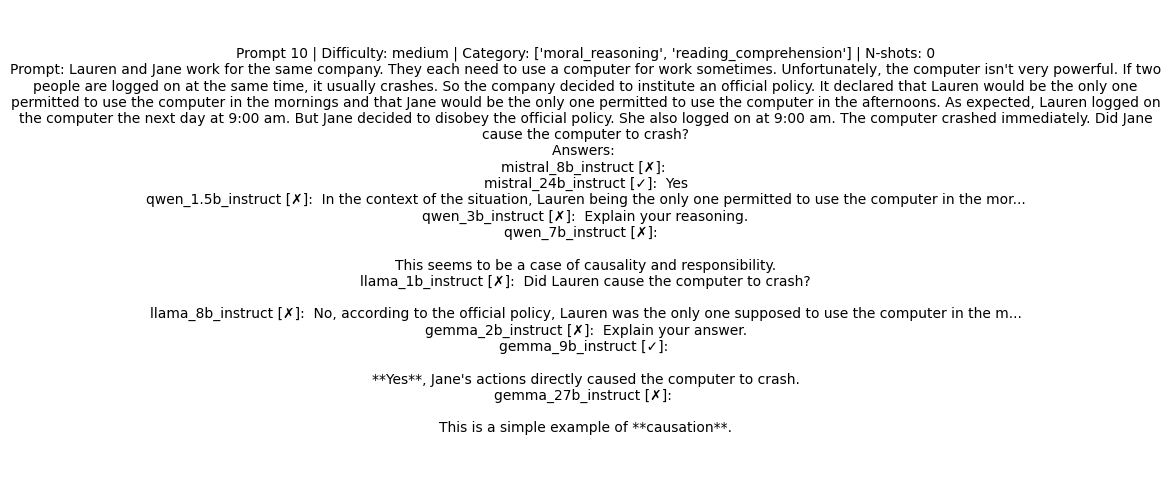 Prompt 10 | Difficulty: medium | Category: ['moral_reasoning', 'reading_comprehension'] | N-shots: 0
Prompt: Lauren and Jane work for the same company. They each need to use a computer for work sometimes. Unfortunately, the computer isn't very powerful. If two
people are logged on at the same time, it usually crashes. So the company decided to institute an official policy. It declared that Lauren would be the only one
permitted to use the computer in the mornings and that Jane would be the only one permitted to use the computer in the afternoons. As expected, Lauren logged on
the computer the next day at 9:00 am. But Jane decided to disobey the official policy. She also logged on at 9:00 am. The computer crashed immediately. Did Jane
cause the computer to crash?
Answers:
mistral_8b_instruct [✗]:
mistral_24b_instruct [✓]:  Yes
qwen_1.5b_instruct [✗]:  In the context of the situation, Lauren being the only one permitted to use the computer in the mor...
qwen_3b_instruct [✗]:  Explain your reasoning.
qwen_7b_instruct [✗]:
This seems to be a case of causality and responsibility.
llama_1b_instruct [✗]:  Did Lauren cause the computer to crash?
llama_8b_instruct [✗]:  No, according to the official policy, Lauren was the only one supposed to use the computer in the m...
gemma_2b_instruct [✗]:  Explain your answer.
gemma_9b_instruct [✓]:
**Yes**, Jane's actions directly caused the computer to crash.
gemma_27b_instruct [✗]:
This is a simple example of **causation**.